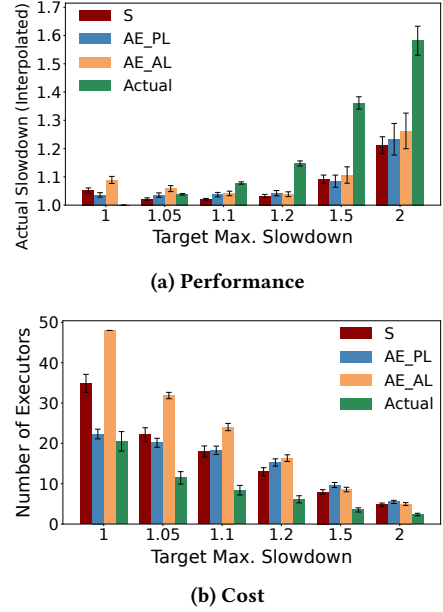 1.7
1.6
1.5
1.4
1.3
1.2
1.1
1.0
Actual Slowdown (Interpolated)
S
AE_PL
AE_AL
Actual
1 1.05 1.1 1.2 1.5 2
Target Max. Slowdown
(a) Performance
50
40
30
20
10
0
Number of Executors
S
AE_PL
AE_AL
Actual
1 1.05 1.1 1.2 1.5 2
Target Max. Slowdown
(b) Cost